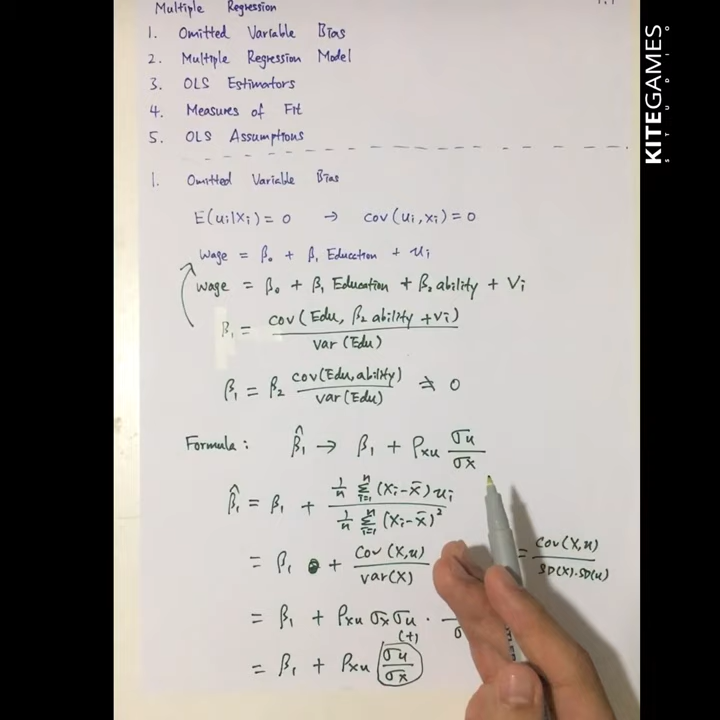 Multiple Regression
1. Omitted Variable Bias
2. Multiple Regression Model
3. OLS Estimators
4. Measures of Fit
5. OLS Assumptions
1. Omitted Variable Bias
E(ui|Xi) = 0 → cov(ui, xi) = 0
Wage = β0 + β1 Education + ui
Wage = β0 + β1 Education + β2 ability + Vi
β1 = cov(Edu, β2 ability + Vi) / var(Edu)
β1 = β2 cov(Edu, ability) / var(Edu) ≠ 0
Formula: β̂1 → β1 + ρxu σu / σx
β̂1 = β1 + 1/n Σ_{i=1}^{n} (Xi - X̄) ui / 1/n Σ_{i=1}^{n} (Xi - X̄)²
= β1 + Cov(X,u) / var(X)
= Cov(X,u) / SD(X)·SD(u)
= β1 + ρxu σx σu ·
(+)
= β1 + ρxu σu / σx
KITEGAMES
STUDIO